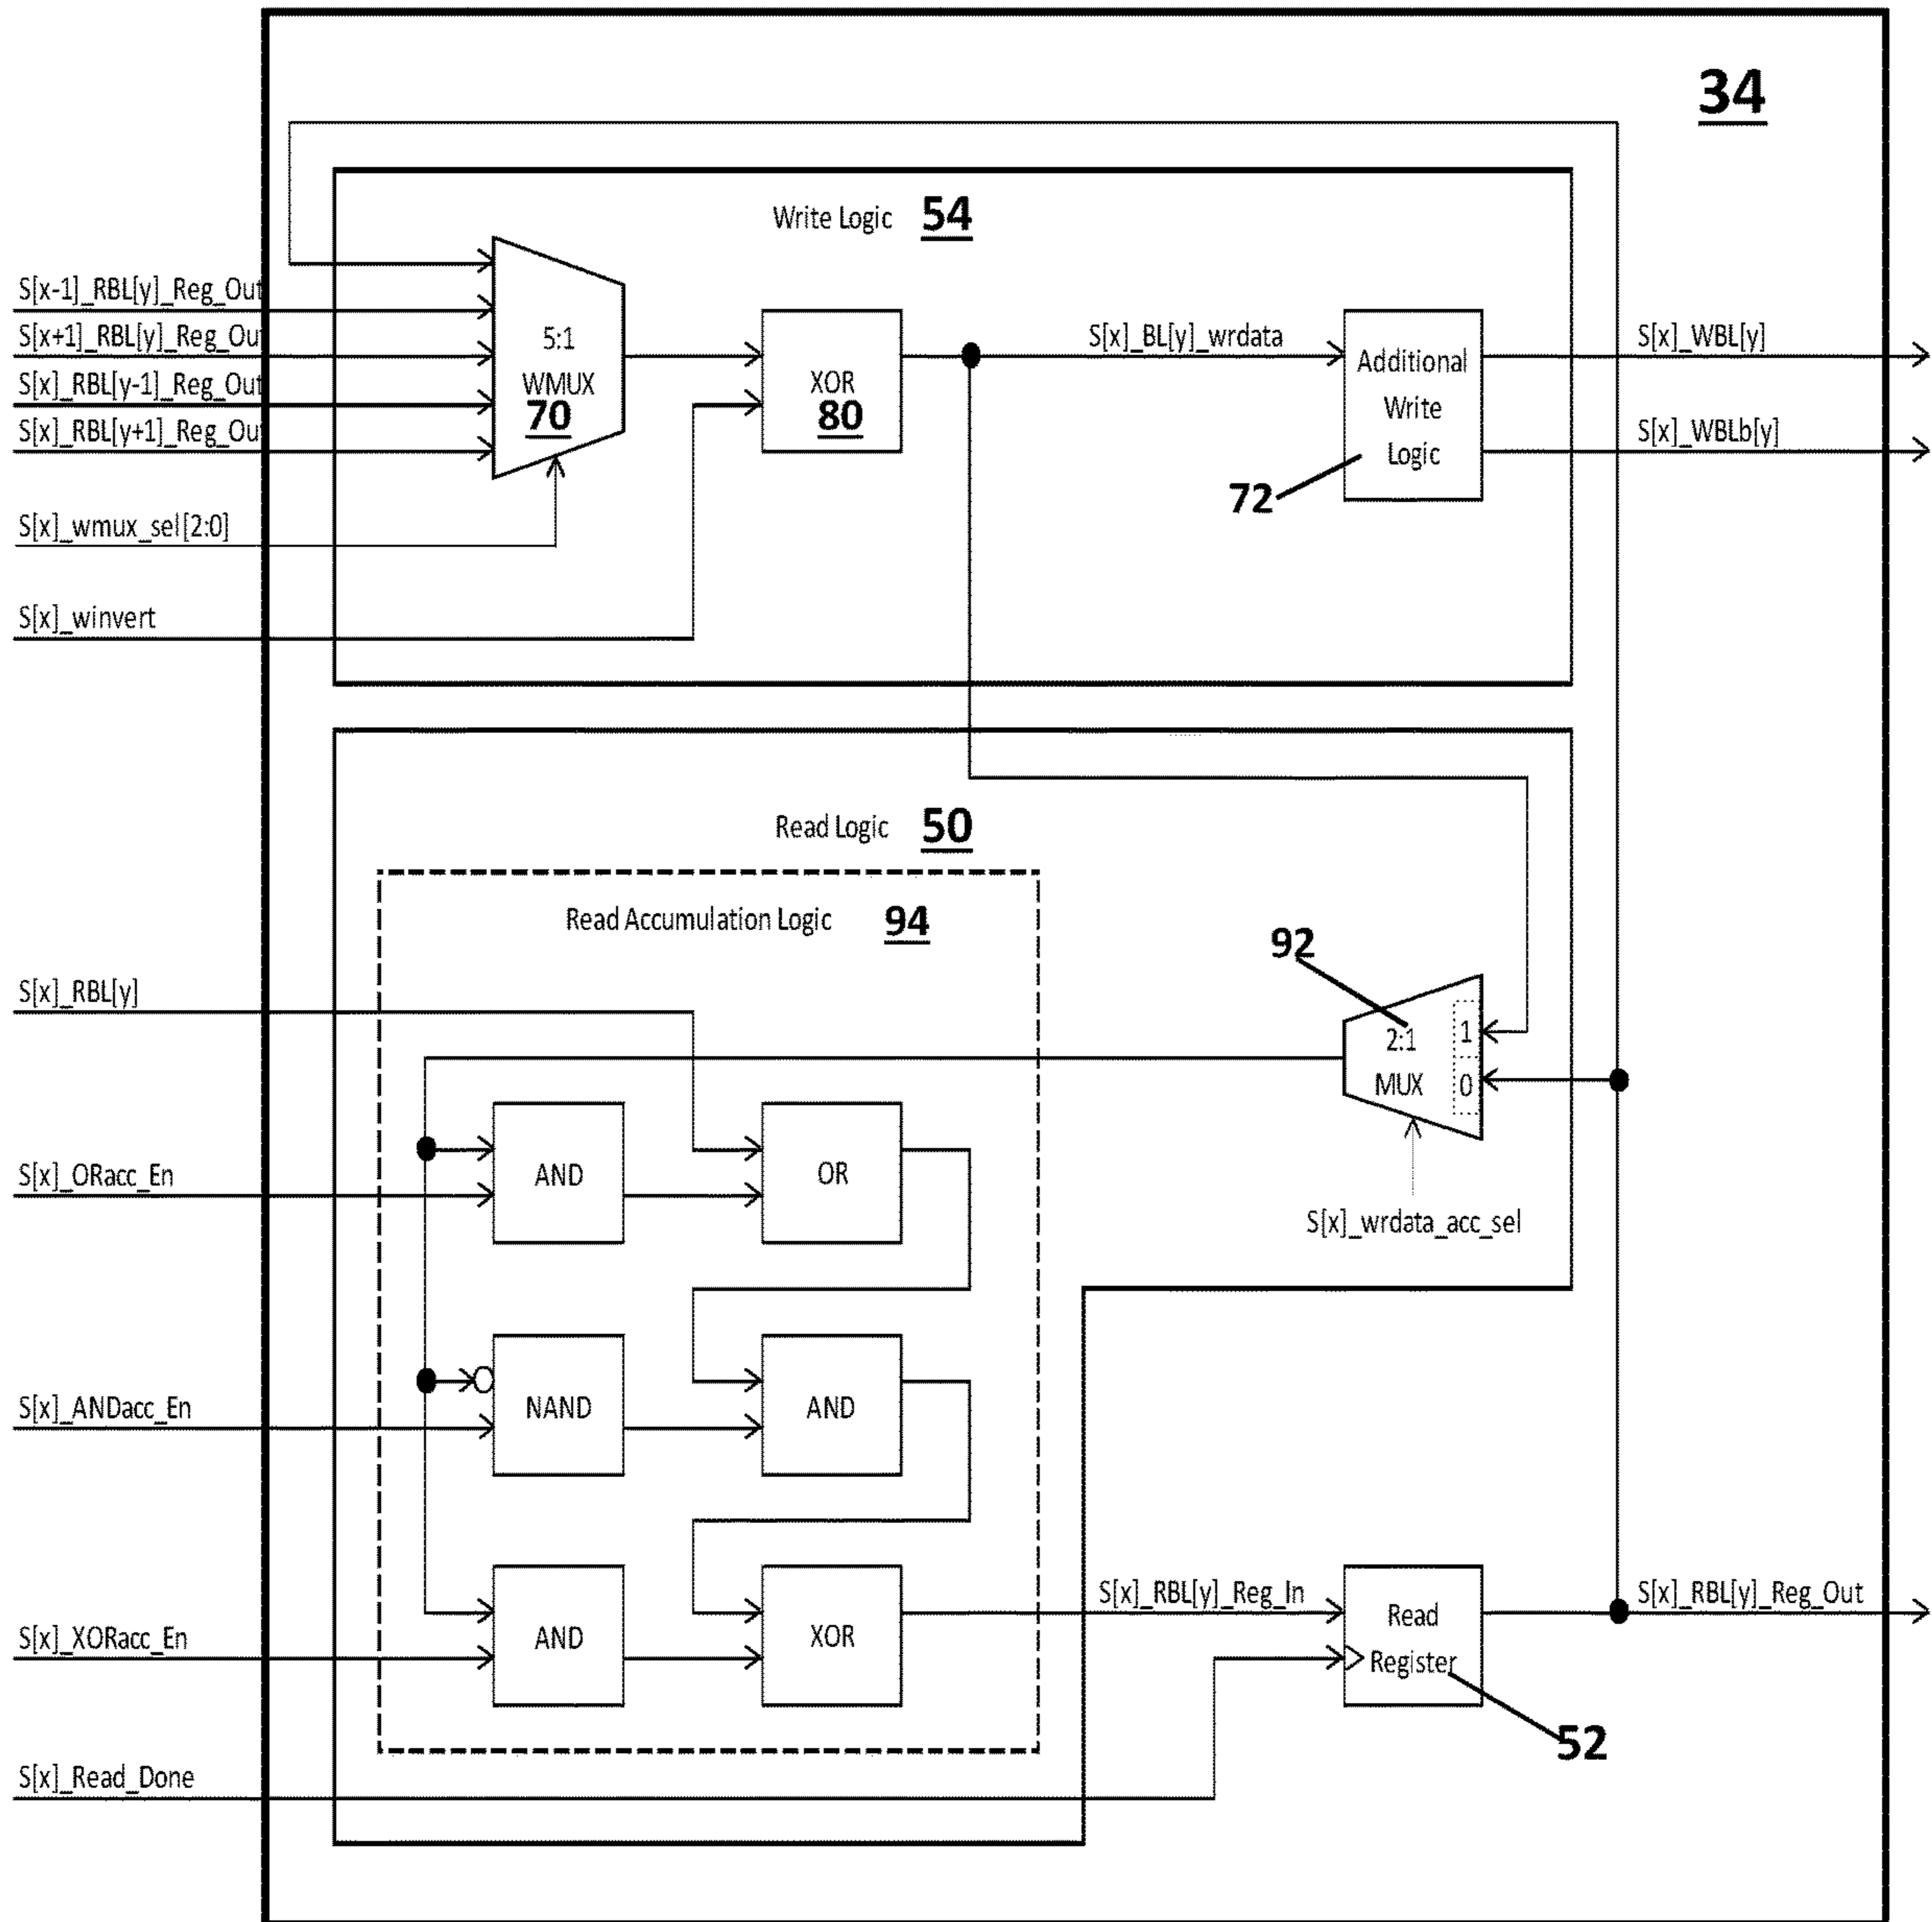 34
Write Logic 54
S[x-1]_RBL[y]_Reg_Out
S[x+1]_RBL[y]_Reg_Ou
S[x]_RBL[y-1]_Reg_Out
S[x]_RBL[y+1]_Reg_Ou
5:1
WMUX
70
XOR
80
S[x]_BL[y]_wrdata
Additional
Write
Logic
72
S[x]_WBL[y]
S[x]_WBLb[y]
S[x]_wmux_sel[2:0]
S[x]_winvert
Read Logic 50
Read Accumulation Logic 94
92
S[x]_RBL[y]
2:1
MUX
1
0
S[x]_wrdata_acc_sel
S[x]_ORacc_En
AND
OR
S[x]_ANDacc_En
NAND
AND
S[x]_XORacc_En
AND
XOR
S[x]_RBL[y]_Reg_In
Read
Register
52
S[x]_RBL[y]_Reg_Out
S[x]_Read_Done